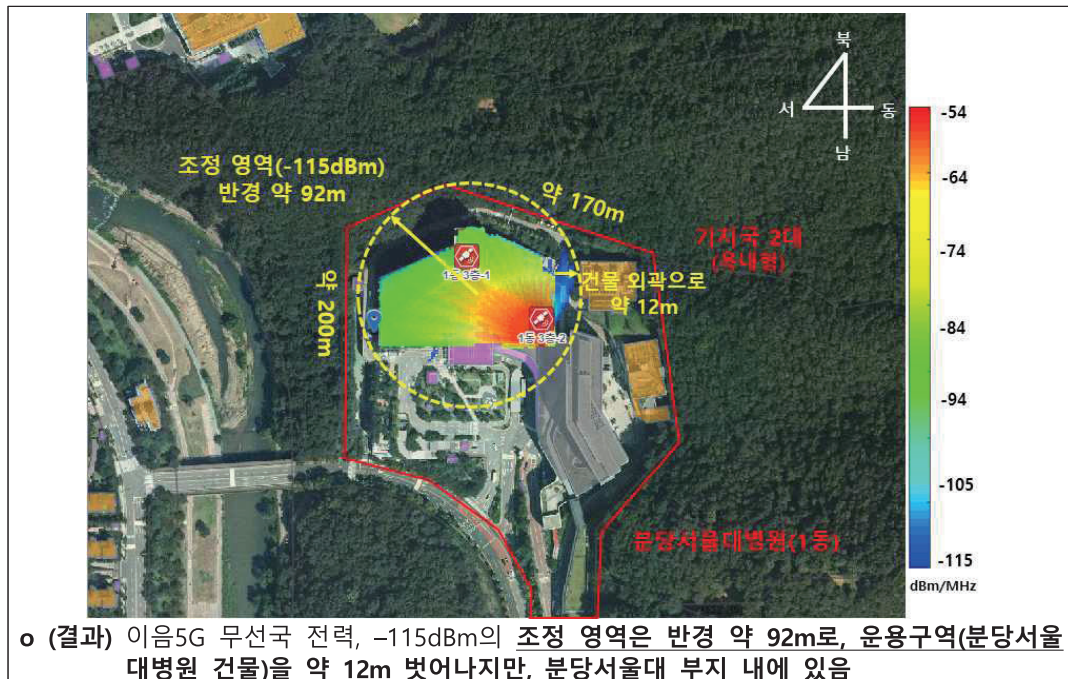 북
서
동
남
-54
-64
-74
-84
-94
-105
-115
dBm/MHz
조정 영역(-115dBm)
반경 약 92m
약 170m
약 200m
기지국 2대
(옥내형)
1동 3층-1
건물 외곽으로
약 12m
1동 3층-2
분당서울대병원(1동)
o (결과) 이음5G 무선국 전력, –115dBm의 조정 영역은 반경 약 92m로, 운용구역(분당서울
대병원 건물)을 약 12m 벗어나지만, 분당서울대 부지 내에 있음